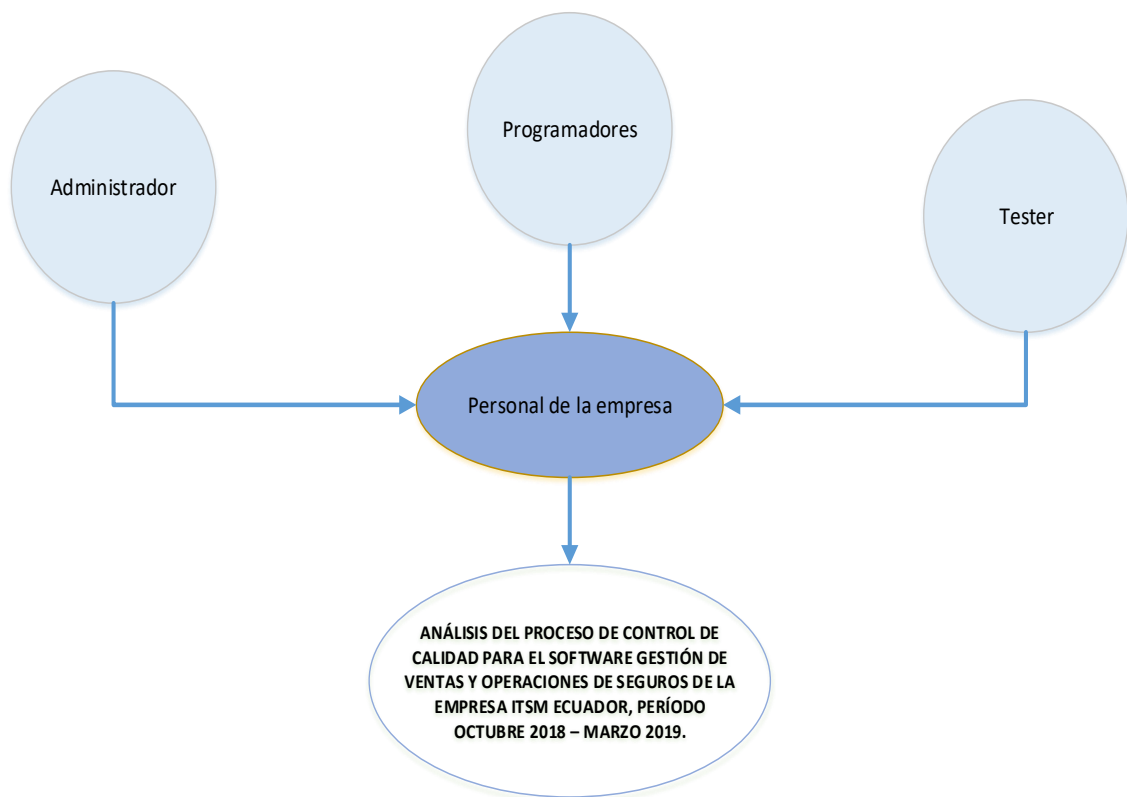 Programadores
Administrador
Tester
Personal de la empresa
ANÁLISIS DEL PROCESO DE CONTROL DE
CALIDAD PARA EL SOFTWARE GESTIÓN DE
VENTAS Y OPERACIONES DE SEGUROS DE LA
EMPRESA ITSM ECUADOR, PERÍODO
OCTUBRE 2018 – MARZO 2019.